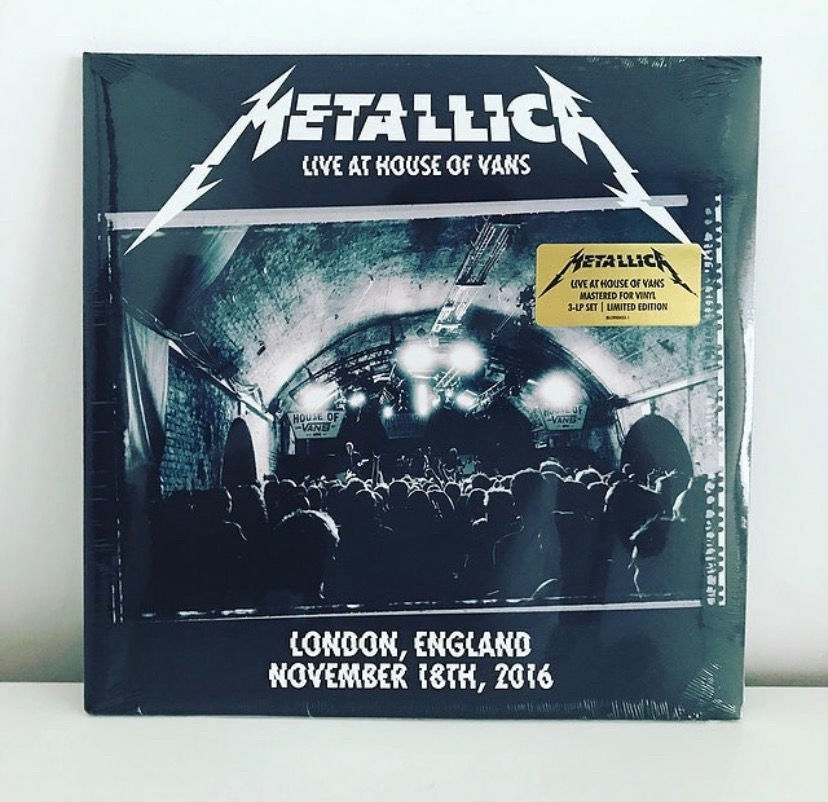 METALLICA
LIVE AT HOUSE OF VANS
METALLICA
LIVE AT HOUSE OF VANS
MASTERED FOR VINYL
3-LP SET | LIMITED EDITION
HOUSE OF
VANS
HOUSE OF
VANS
LONDON, ENGLAND
NOVEMBER 18TH, 2016